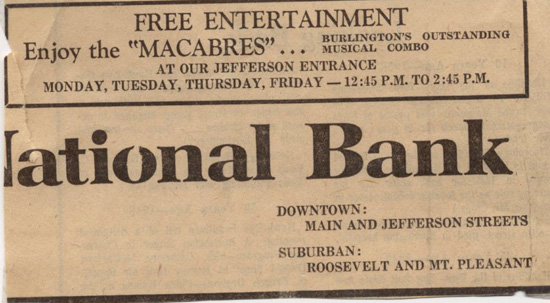 FREE ENTERTAINMENT
Enjoy the "MACABRES"... BURLINGTON'S OUTSTANDING
MUSICAL COMBO
AT OUR JEFFERSON ENTRANCE
MONDAY, TUESDAY, THURSDAY, FRIDAY — 12:45 P.M. TO 2:45 P.M.
National Bank
DOWNTOWN:
MAIN AND JEFFERSON STREETS
SUBURBAN:
ROOSEVELT AND MT. PLEASANT